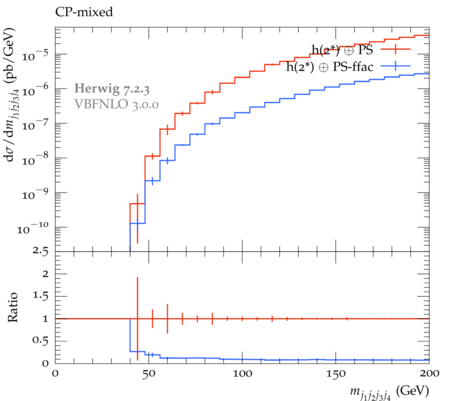 CP-mixed
h(2*) ⊕ PS
h(2*) ⊕ PS-ffac
Herwig 7.2.3
VBFNLO 3.0.0
10⁻⁵
10⁻⁶
10⁻⁷
10⁻⁸
10⁻⁹
10⁻¹⁰
dσ/dm_{j₁j₂j₃j₄} (pb/GeV)
2.5
2
1.5
1
0.5
0
Ratio
0 50 100 150 200
m_{j₁j₂j₃j₄} (GeV)